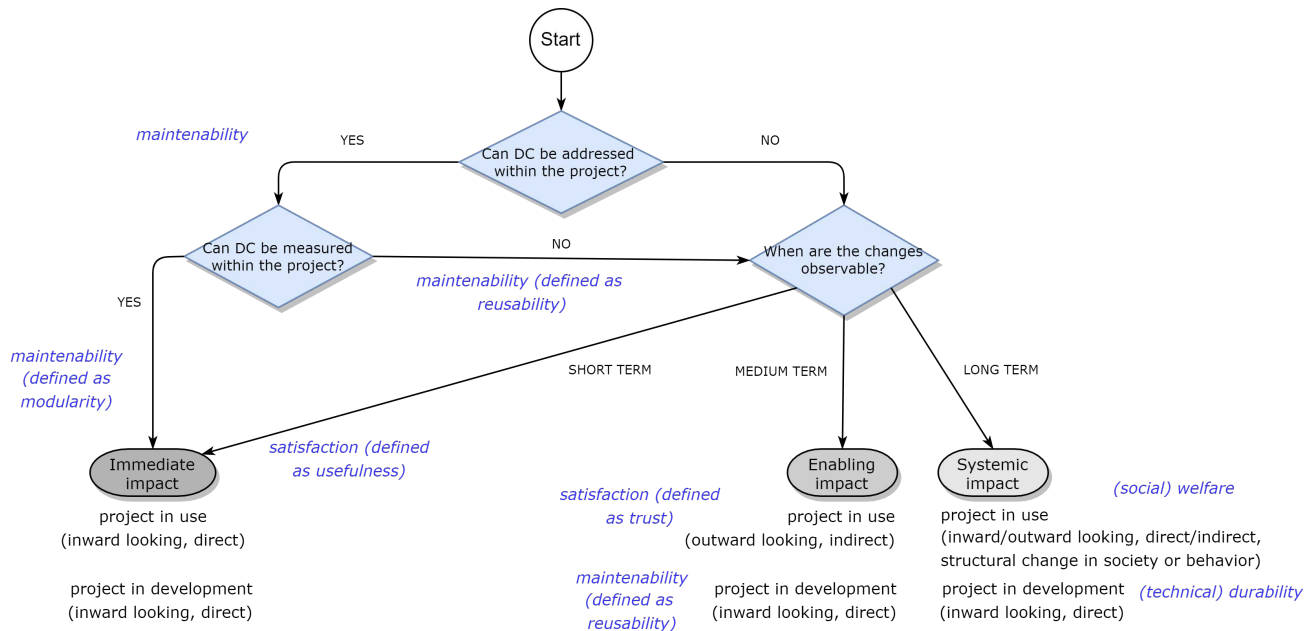 Start
Can DC be addressed
within the project?
maintenability
YES
NO
Can DC be measured
within the project?
NO
When are the changes
observable?
maintenability (defined as
reusability)
YES
maintenability
(defined as
modularity)
SHORT TERM
MEDIUM TERM
LONG TERM
satisfaction (defined
as usefulness)
Immediate
impact
Enabling
impact
Systemic
impact
project in use
(inward looking, direct)
project in development
(inward looking, direct)
satisfaction (defined
as trust)
project in use
(outward looking, indirect)
maintenability
(defined as
reusability)
project in development
(inward looking, direct)
(social) welfare
project in use
(inward/outward looking, direct/indirect,
structural change in society or behavior)
project in development
(inward looking, direct)
(technical) durability